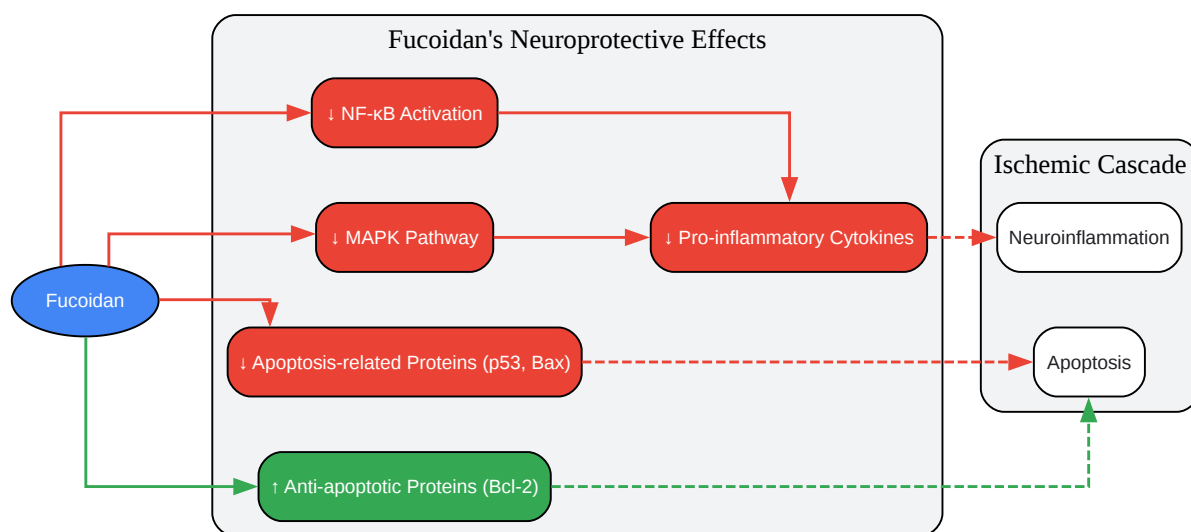 Fucoidan's Neuroprotective Effects
↓ NF-κB Activation
Ischemic Cascade
↓ MAPK Pathway
↓ Pro-inflammatory Cytokines
Neuroinflammation
Fucoidan
↓ Apoptosis-related Proteins (p53, Bax)
Apoptosis
↑ Anti-apoptotic Proteins (Bcl-2)